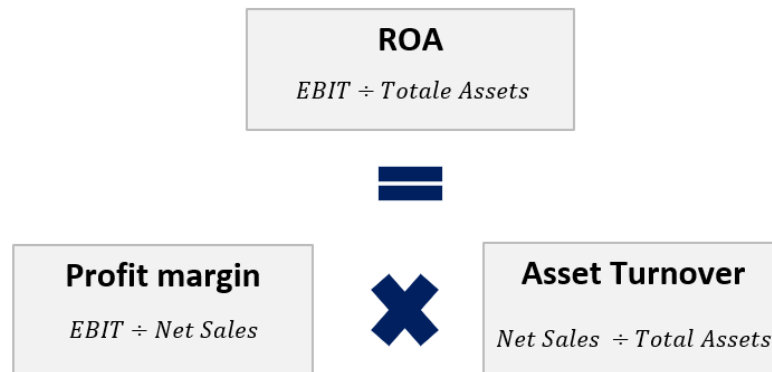 ROA
EBIT ÷ Totale Assets
=
Profit margin
EBIT ÷ Net Sales
×
Asset Turnover
Net Sales ÷ Total Assets